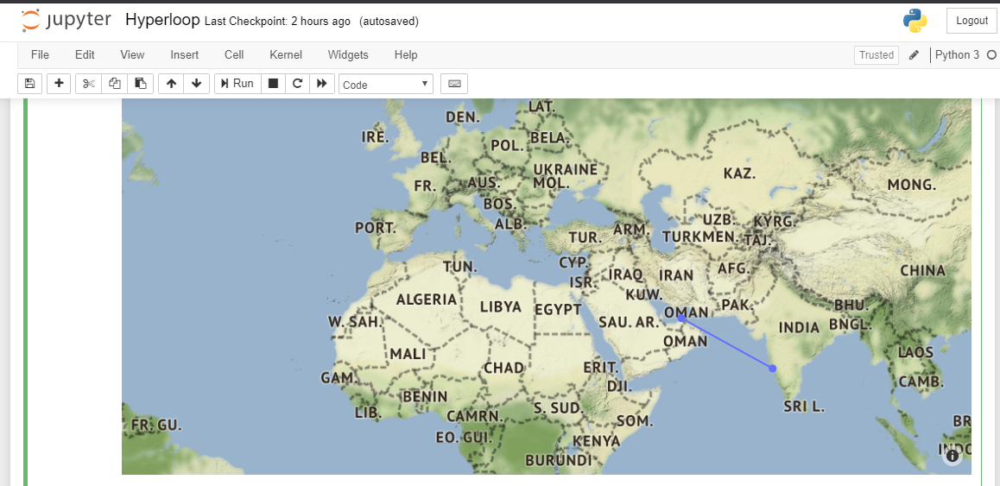 jupyter Hyperloop Last Checkpoint: 2 hours ago (autosaved) Logout
File Edit View Insert Cell Kernel Widgets Help Trusted Python 3
Run Code
LAT.
DEN.
IRE. POL. BELA.
BEL. UKRAINE
FR. AUS. MOL. KAZ. MONG.
BOS.
PORT. ALB. TUR. ARM. UZB. KYRG.
TURKMEN. TAJ.
TUN. CYP. IRAQ IRAN AFG. CHINA
ISR.
ALGERIA LIBYA EGYPT KUW. OMAN PAK. BHU.
W. SAH. SAU. AR. INDIA BNGL.
MALI OMAN LAOS
GAM. CHAD ERIT. CAMB.
DJI.
BENIN
LIB. CAMRN. S. SUD. SOM. SRI L.
FR. GU. EO. GUI. KENYA BR
BURUNDI INDO